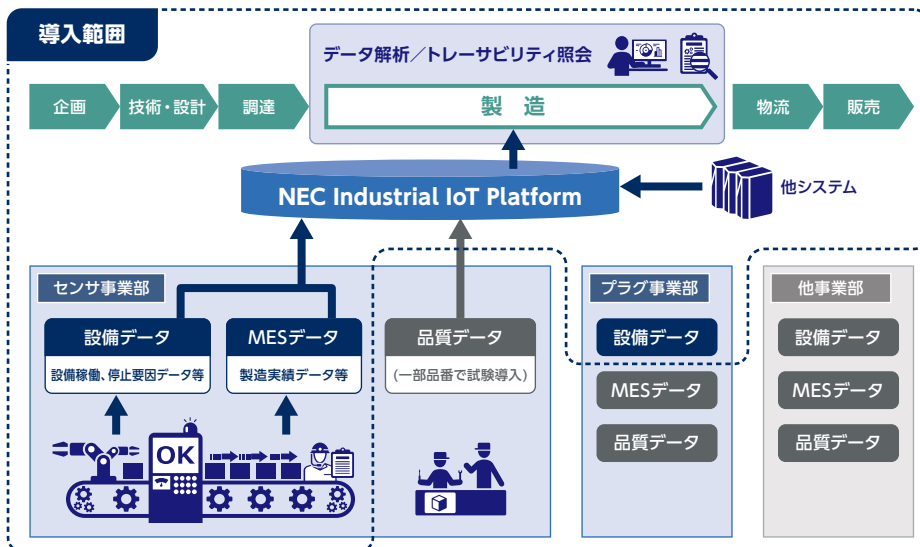 導入範囲
データ解析／トレーサビリティ照会
企画
技術・設計
調達
製造
物流
販売
NEC Industrial IoT Platform
他システム
センサ事業部
プラグ事業部
他事業部
設備データ
設備稼働、停止要因データ等
MESデータ
製造実績データ等
品質データ
(一部品番で試験導入)
設備データ
MESデータ
品質データ
設備データ
MESデータ
品質データ
OK